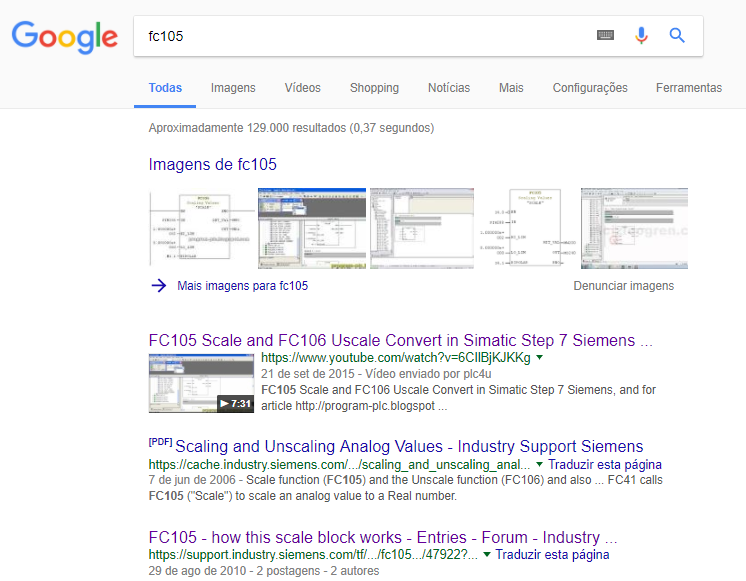 Google
fc105
Todas Imagens Vídeos Shopping Notícias Mais Configurações Ferramentas
Aproximadamente 129.000 resultados (0,37 segundos)
Imagens de fc105
Mais imagens para fc105 Denunciar imagens
FC105 Scale and FC106 Uscale Convert in Simatic Step 7 Siemens ...
https://www.youtube.com/watch?v=6CIlBjKJKKg
21 de set de 2015 - Vídeo enviado por plc4u
FC105 Scale and FC106 Uscale Convert in Simatic Step 7 Siemens, and for
7:31
article http://program-plc.blogspot ...
[PDF] Scaling and Unscaling Analog Values - Industry Support Siemens
https://cache.industry.siemens.com/.../scaling_and_unscaling_anal... Traduzir esta página
7 de jun de 2006 - Scale function (FC105) and the Unscale function (FC106) and also ... FC41 calls
FC105 ("Scale") to scale an analog value to a Real number.
FC105 - how this scale block works - Entries - Forum - Industry ...
https://support.industry.siemens.com/tf/.../fc105.../47922?... Traduzir esta página
29 de ago de 2010 - 2 postagens - 2 autores